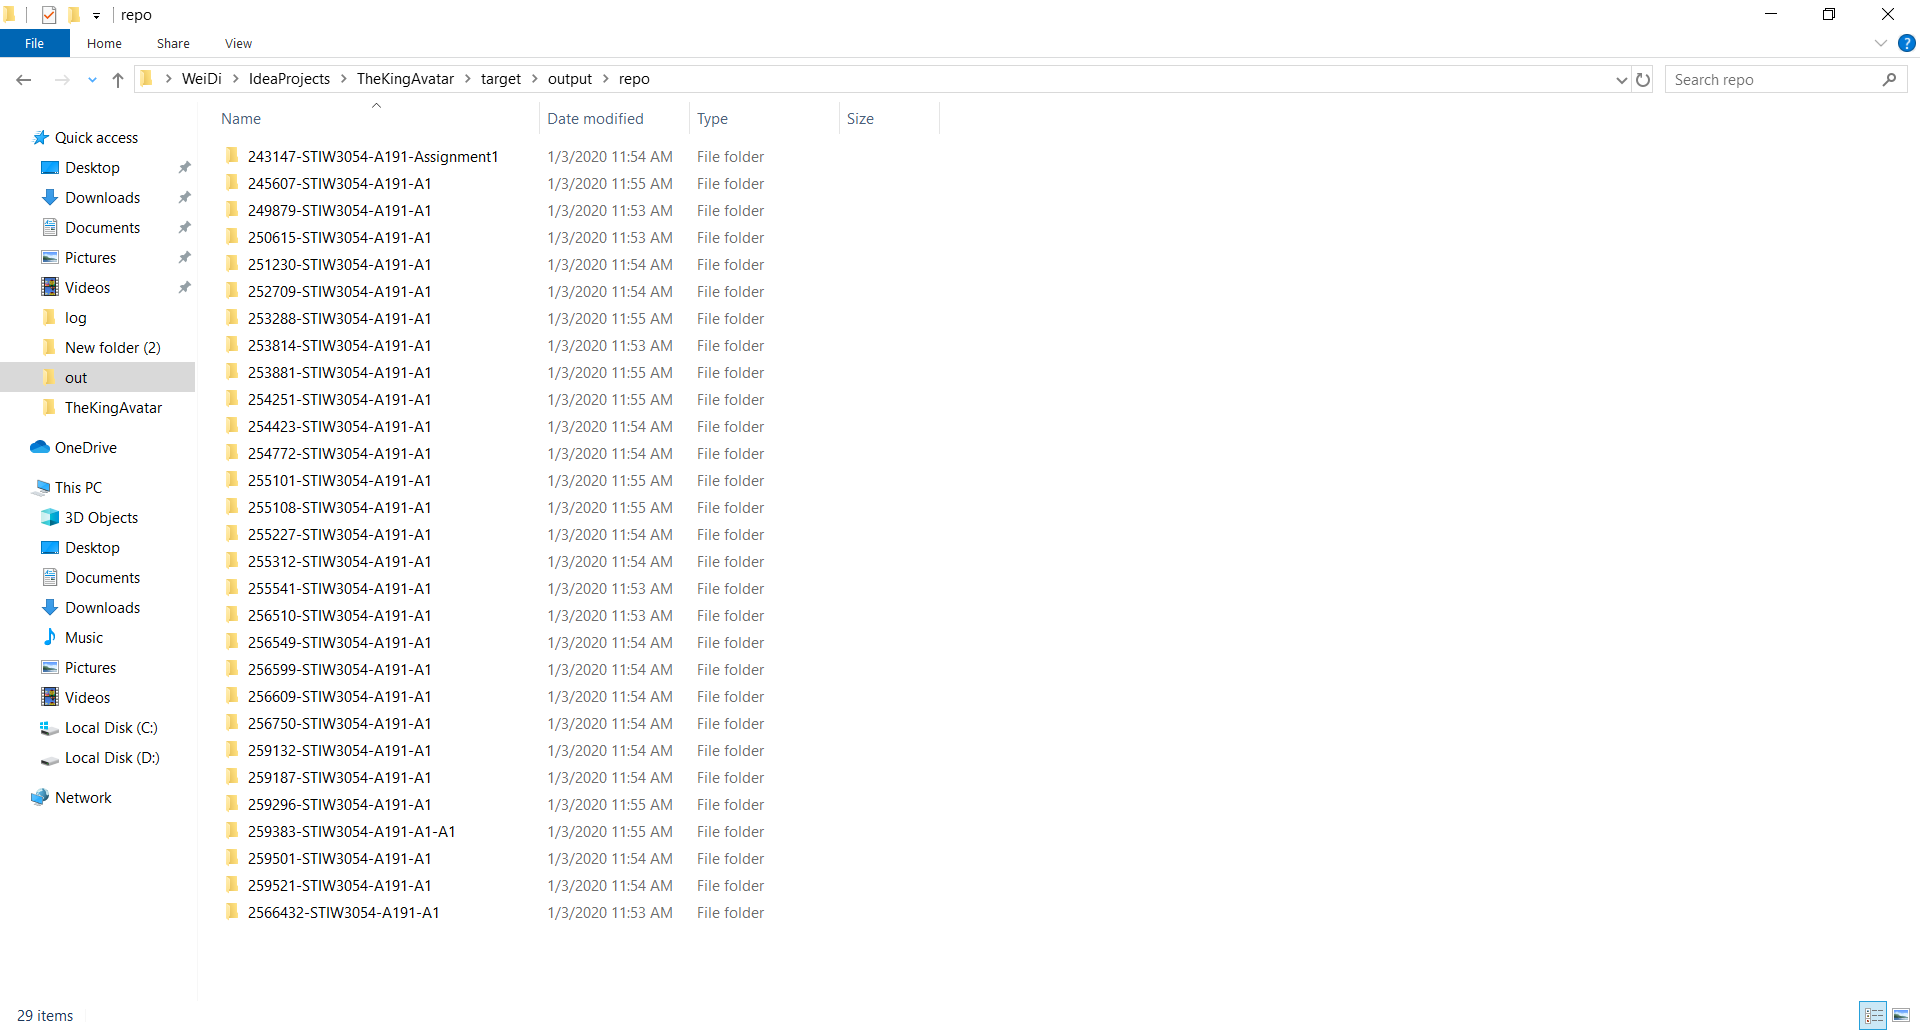 repo
File Home Share View
WeiDi IdeaProjects TheKingAvatar target output repo
Search repo
Name Date modified Type Size
Quick access
Desktop
Downloads
Documents
Pictures
Videos
log
New folder (2)
out
TheKingAvatar
OneDrive
This PC
3D Objects
Desktop
Documents
Downloads
Music
Pictures
Videos
Local Disk (C:)
Local Disk (D:)
Network
243147-STIW3054-A191-Assignment1 1/3/2020 11:54 AM File folder
245607-STIW3054-A191-A1 1/3/2020 11:55 AM File folder
249879-STIW3054-A191-A1 1/3/2020 11:53 AM File folder
250615-STIW3054-A191-A1 1/3/2020 11:53 AM File folder
251230-STIW3054-A191-A1 1/3/2020 11:54 AM File folder
252709-STIW3054-A191-A1 1/3/2020 11:54 AM File folder
253288-STIW3054-A191-A1 1/3/2020 11:55 AM File folder
253814-STIW3054-A191-A1 1/3/2020 11:53 AM File folder
253881-STIW3054-A191-A1 1/3/2020 11:55 AM File folder
254251-STIW3054-A191-A1 1/3/2020 11:55 AM File folder
254423-STIW3054-A191-A1 1/3/2020 11:54 AM File folder
254772-STIW3054-A191-A1 1/3/2020 11:54 AM File folder
255101-STIW3054-A191-A1 1/3/2020 11:55 AM File folder
255108-STIW3054-A191-A1 1/3/2020 11:55 AM File folder
255227-STIW3054-A191-A1 1/3/2020 11:54 AM File folder
255312-STIW3054-A191-A1 1/3/2020 11:54 AM File folder
255541-STIW3054-A191-A1 1/3/2020 11:53 AM File folder
256510-STIW3054-A191-A1 1/3/2020 11:53 AM File folder
256549-STIW3054-A191-A1 1/3/2020 11:54 AM File folder
256599-STIW3054-A191-A1 1/3/2020 11:54 AM File folder
256609-STIW3054-A191-A1 1/3/2020 11:54 AM File folder
256750-STIW3054-A191-A1 1/3/2020 11:54 AM File folder
259132-STIW3054-A191-A1 1/3/2020 11:54 AM File folder
259187-STIW3054-A191-A1 1/3/2020 11:54 AM File folder
259296-STIW3054-A191-A1 1/3/2020 11:55 AM File folder
259383-STIW3054-A191-A1-A1 1/3/2020 11:55 AM File folder
259501-STIW3054-A191-A1 1/3/2020 11:54 AM File folder
259521-STIW3054-A191-A1 1/3/2020 11:54 AM File folder
2566432-STIW3054-A191-A1 1/3/2020 11:53 AM File folder
29 items